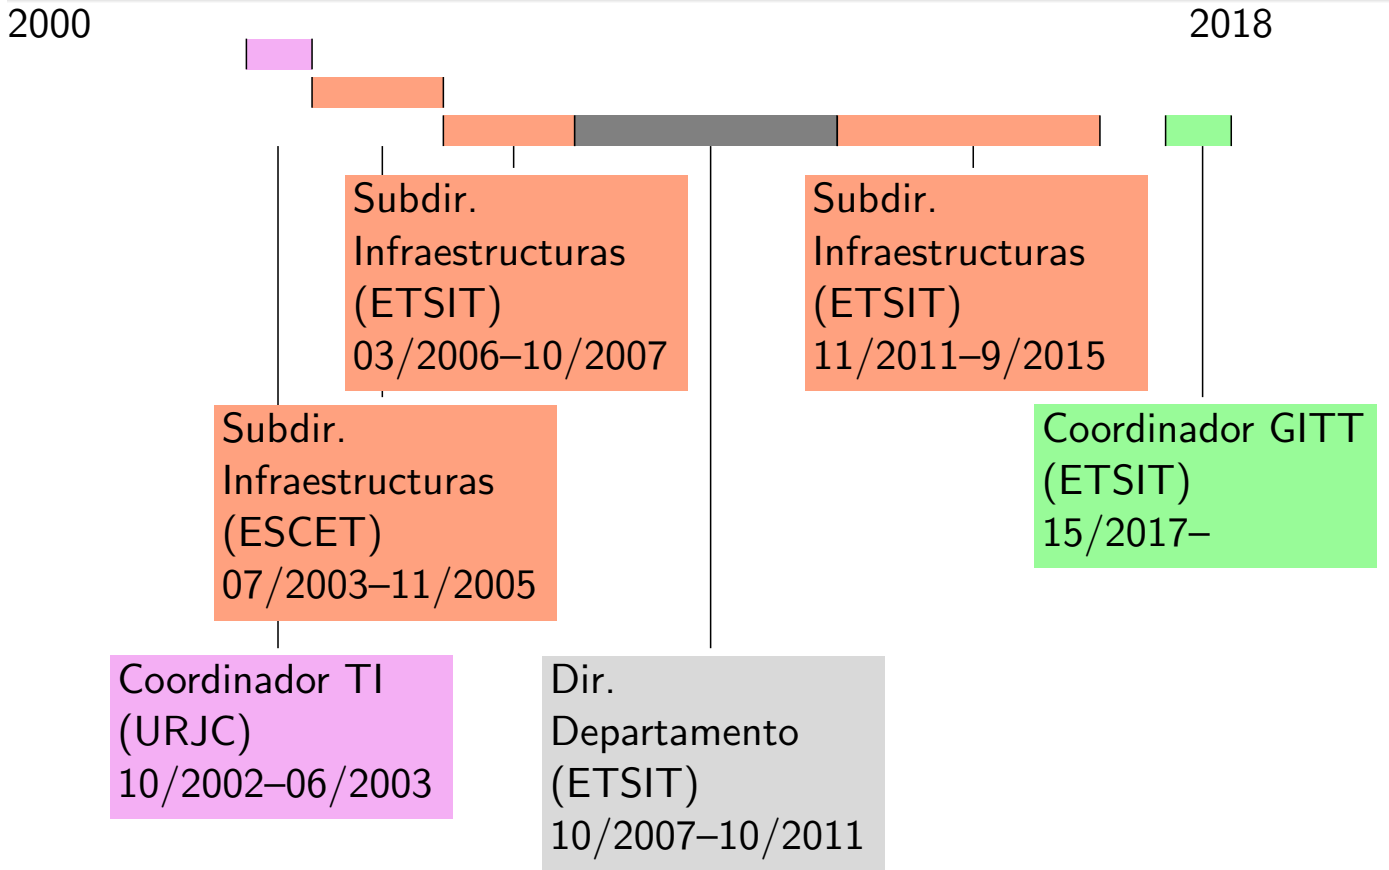 2000
2018
Subdir.
Infraestructuras
(ETSIT)
03/2006–10/2007
Subdir.
Infraestructuras
(ETSIT)
11/2011–9/2015
Subdir.
Infraestructuras
(ESCET)
07/2003–11/2005
Coordinador GITT
(ETSIT)
15/2017–
Coordinador TI
(URJC)
10/2002–06/2003
Dir.
Departamento
(ETSIT)
10/2007–10/2011